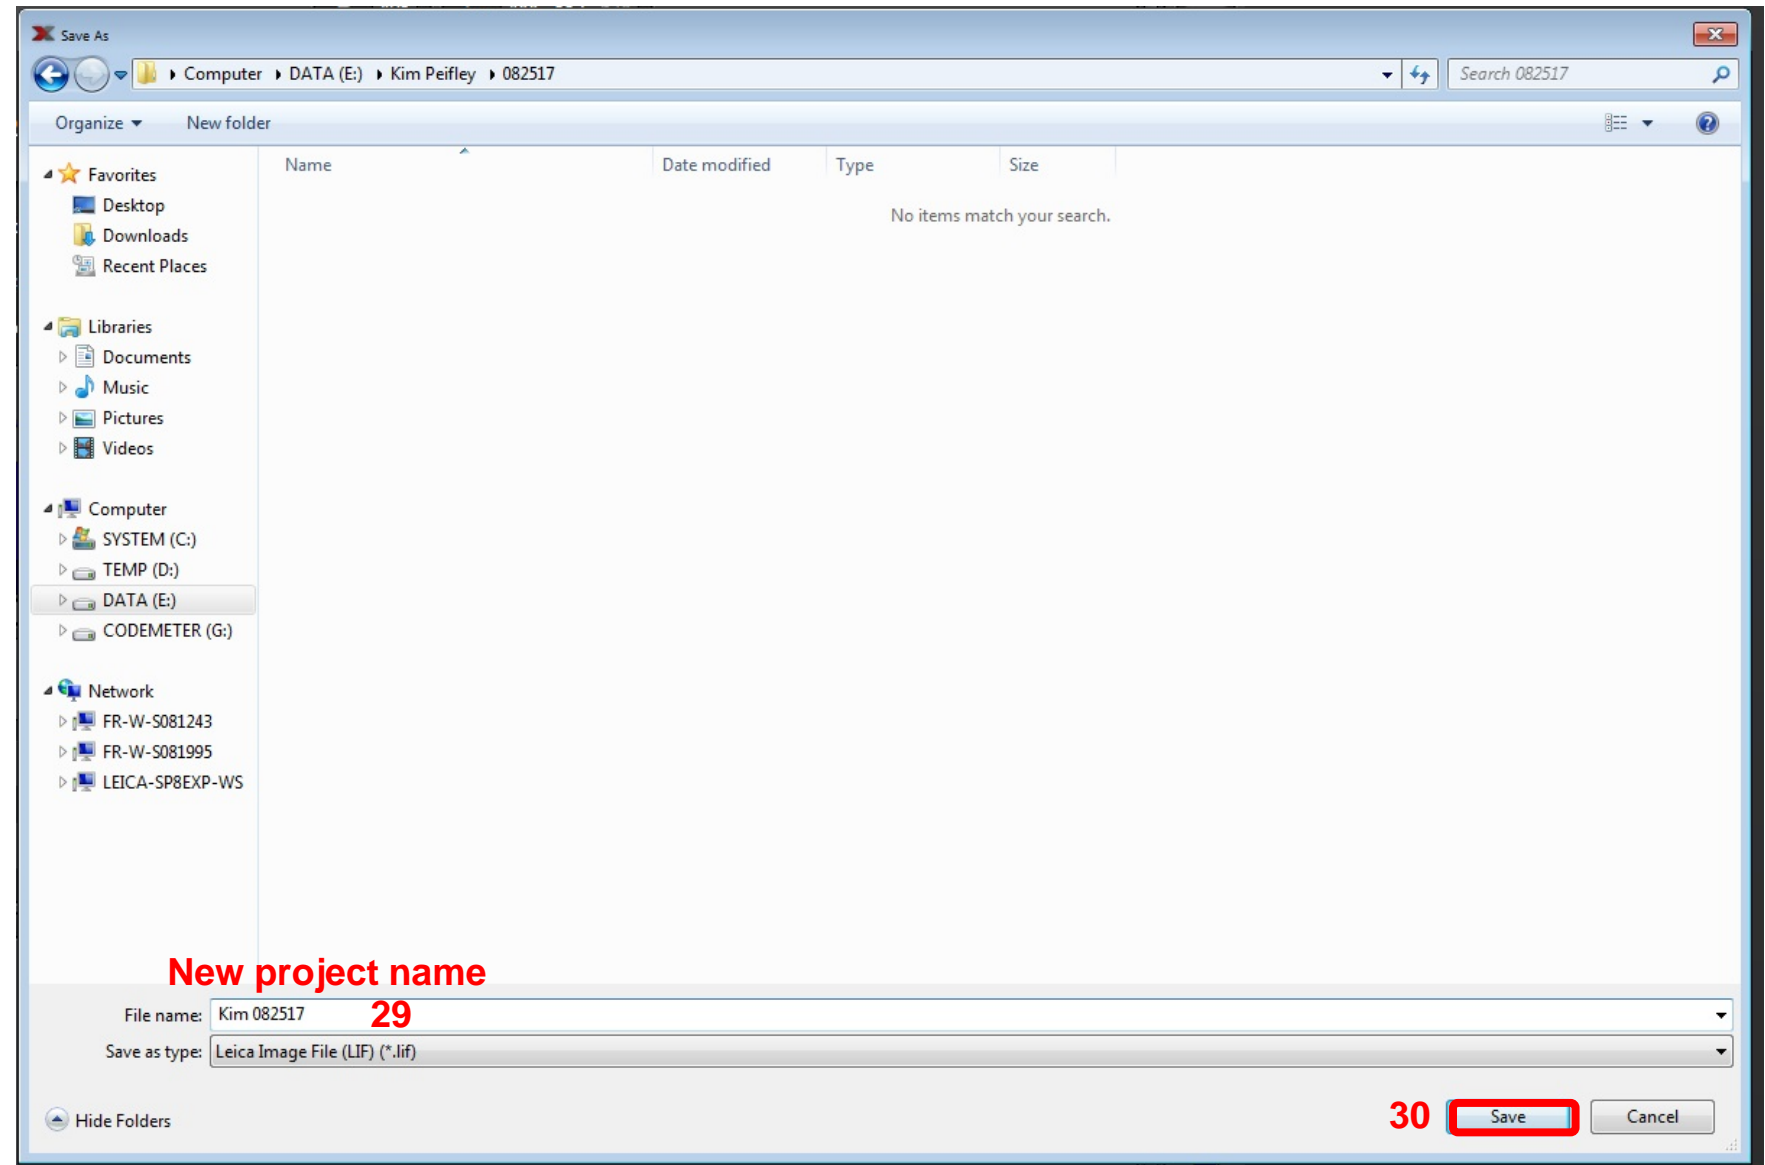 Save As
Computer DATA (E:) Kim Peifley 082517
Search 082517
Organize New folder
Name Date modified Type Size
No items match your search.
Favorites
Desktop
Downloads
Recent Places
Libraries
Documents
Music
Pictures
Videos
Computer
SYSTEM (C:)
TEMP (D:)
DATA (E:)
CODEMETER (G:)
Network
FR-W-S081243
FR-W-S081995
LEICA-SP8EXP-WS
New project name
File name: Kim 082517 29
Save as type: Leica Image File (LIF) (*.lif)
Hide Folders 30 Save Cancel